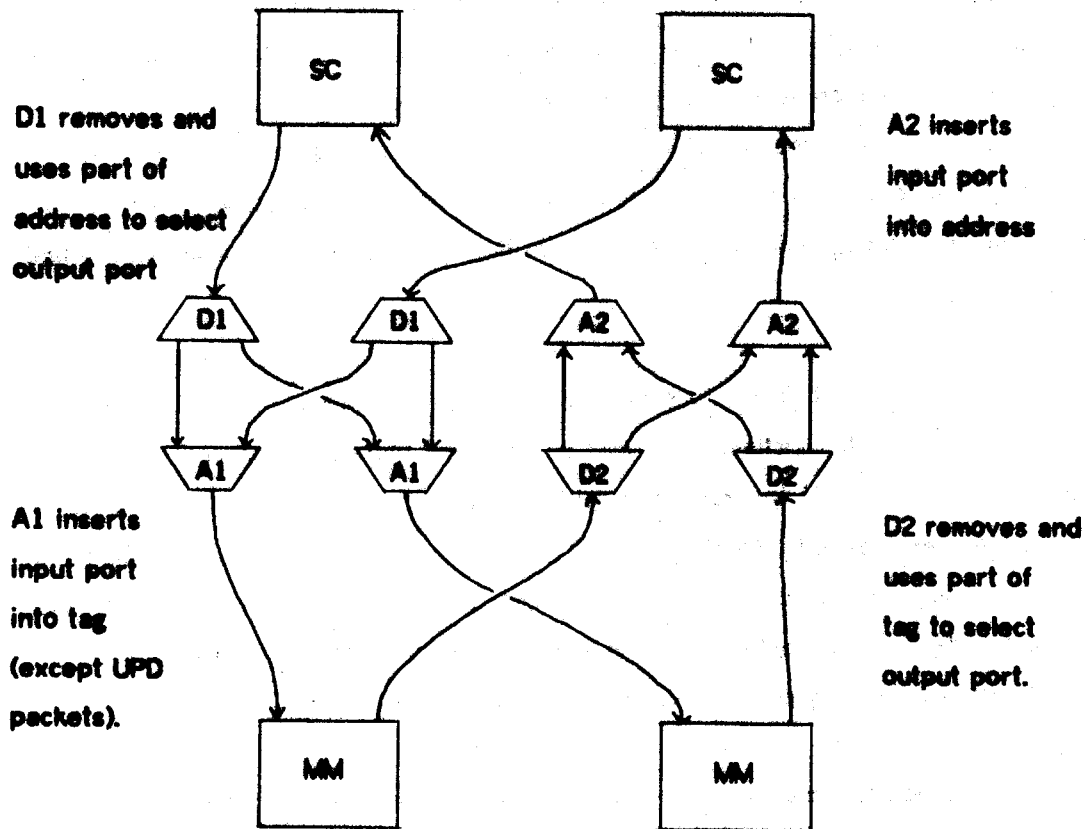 SC
SC
D1 removes and
uses part of
address to select
output port
A2 inserts
input port
into address
D1
D1
A2
A2
A1
A1
D2
D2
A1 inserts
input port
into tag
(except UPD
packets).
D2 removes and
uses part of
tag to select
output port.
MM
MM